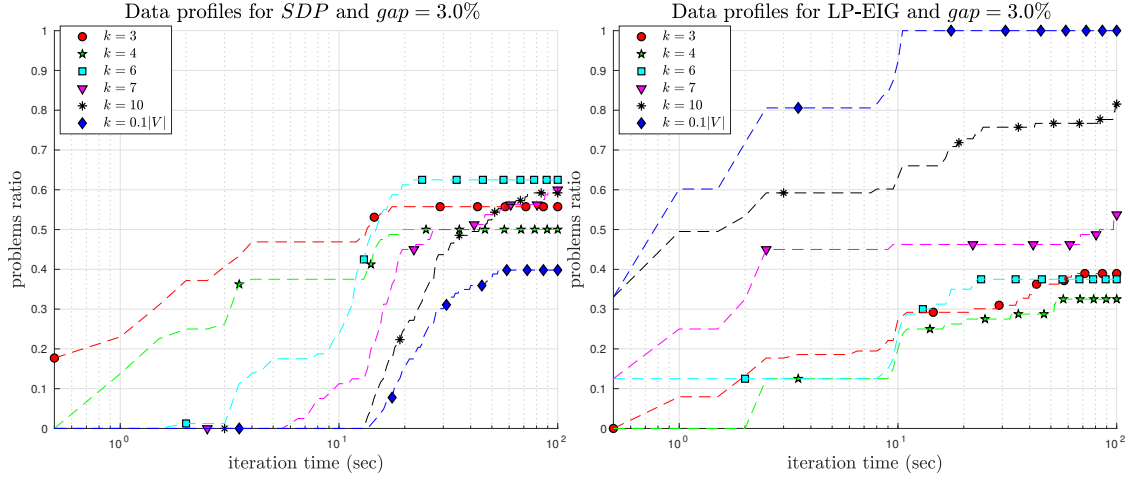 Data profiles for SDP and gap = 3.0%
k = 3
k = 4
k = 6
k = 7
k = 10
k = 0.1|V|
problems ratio
1
0.9
0.8
0.7
0.6
0.5
0.4
0.3
0.2
0.1
0
10^0
10^1
10^2
iteration time (sec)
Data profiles for LP-EIG and gap = 3.0%
k = 3
k = 4
k = 6
k = 7
k = 10
k = 0.1|V|
problems ratio
1
0.9
0.8
0.7
0.6
0.5
0.4
0.3
0.2
0.1
0
10^0
10^1
10^2
iteration time (sec)